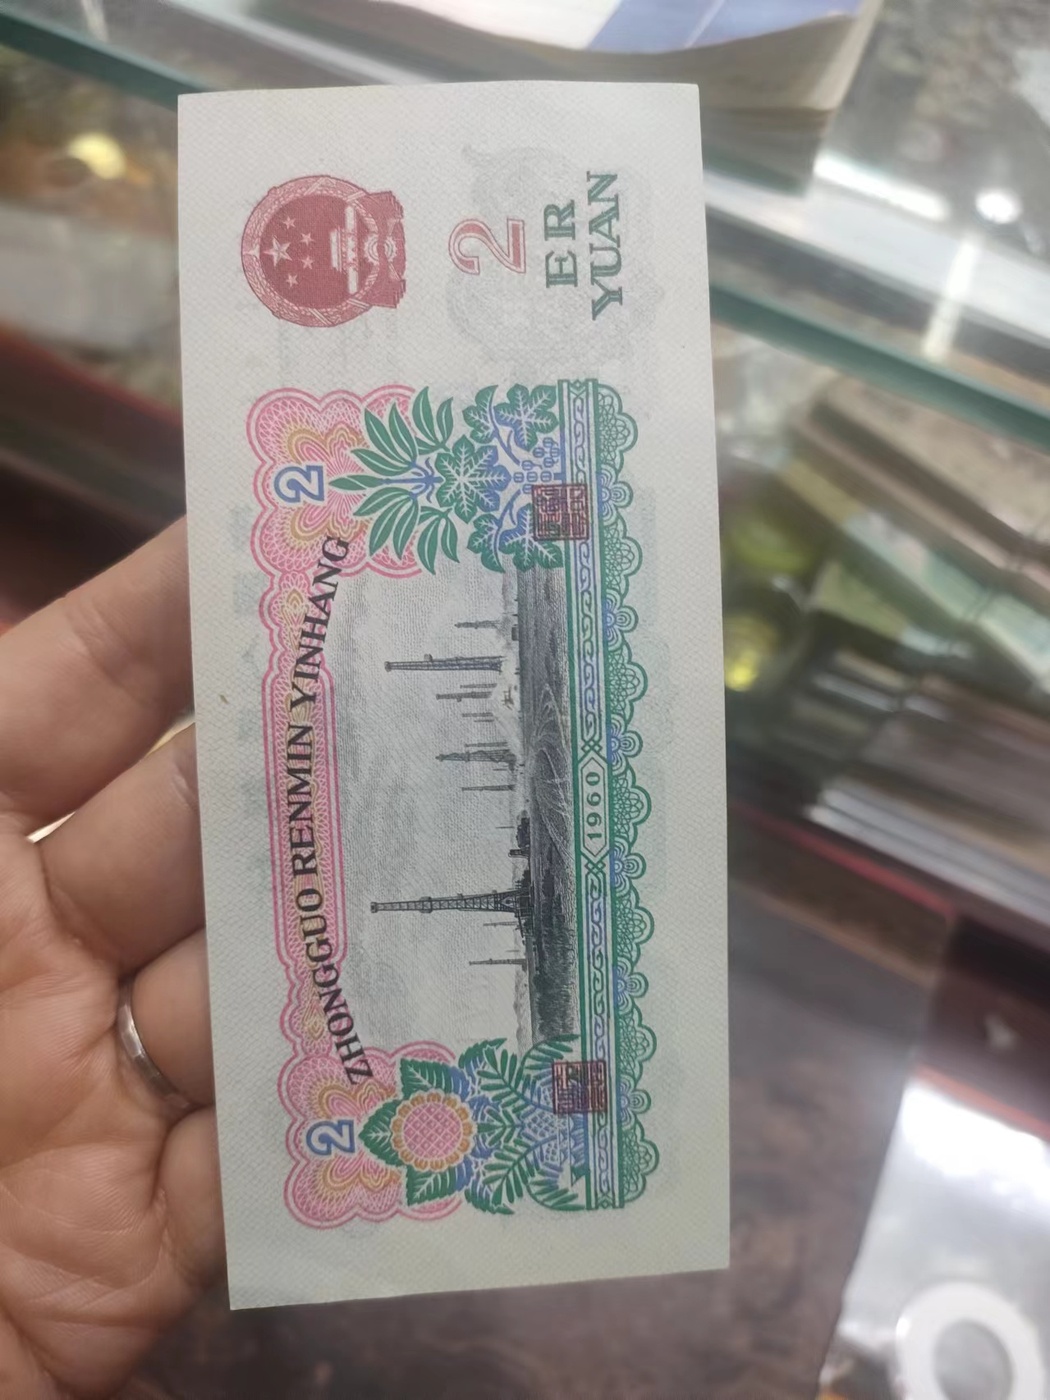 2
2
ZHONGGUO RENMIN YINHANG
2
ER
YUAN
1960